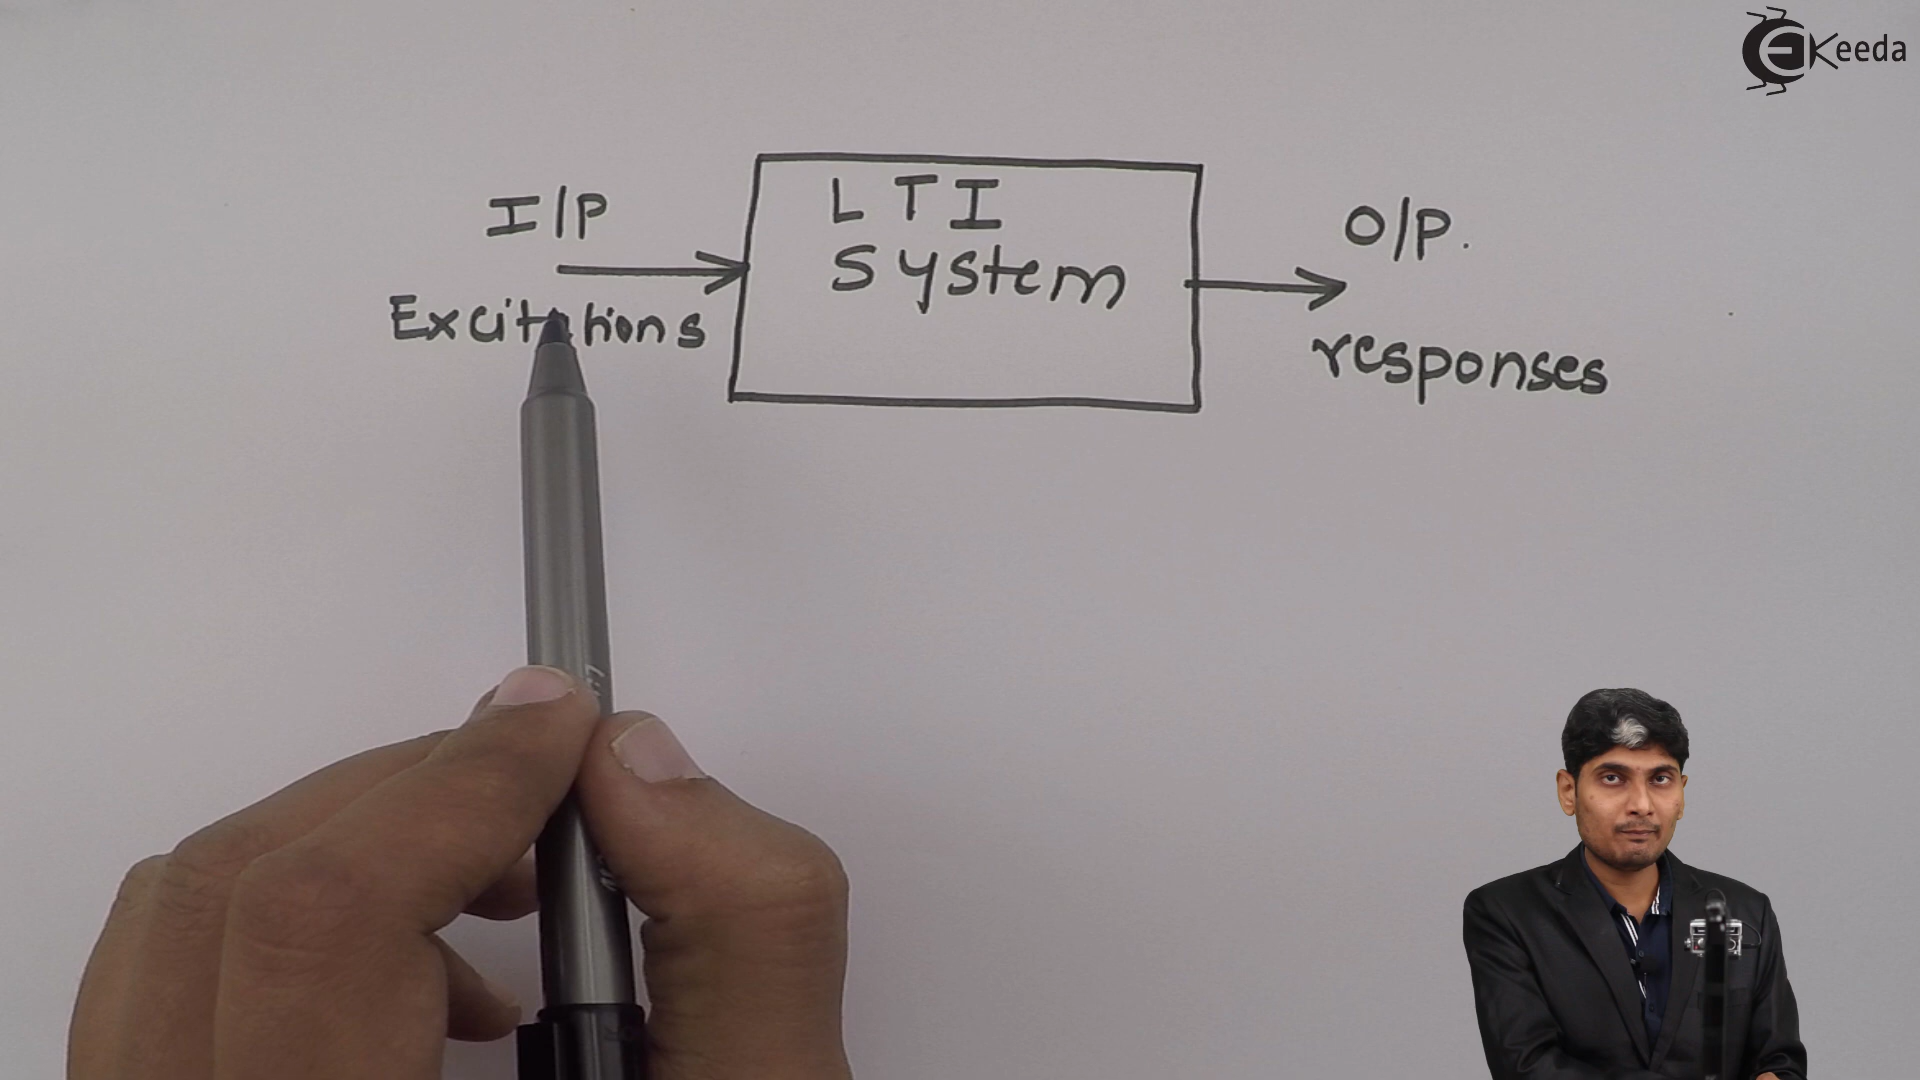 EKeeda
I/P
Excitations
LTI
System
O/P.
responses